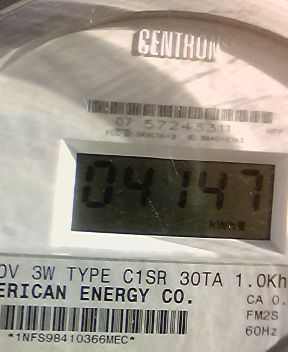 CENTRON
07 57245311
04147
kWh
0V 3W TYPE C1SR 30TA 1.0Kh
ERICAN ENERGY CO.
CA 0.
FM2S
60Hz
*1NFS98410366MEC*